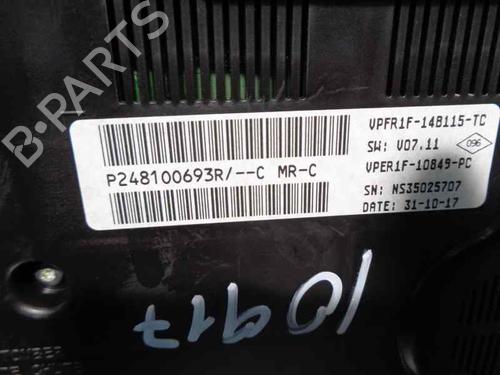 B-PARTS
VPFR1F-14B115-TC
SW: V07.11
096
VPER1F-10849-PC
SN: NS35025707
DATE: 31-10-17
P248100693R/--C MR-C
10917